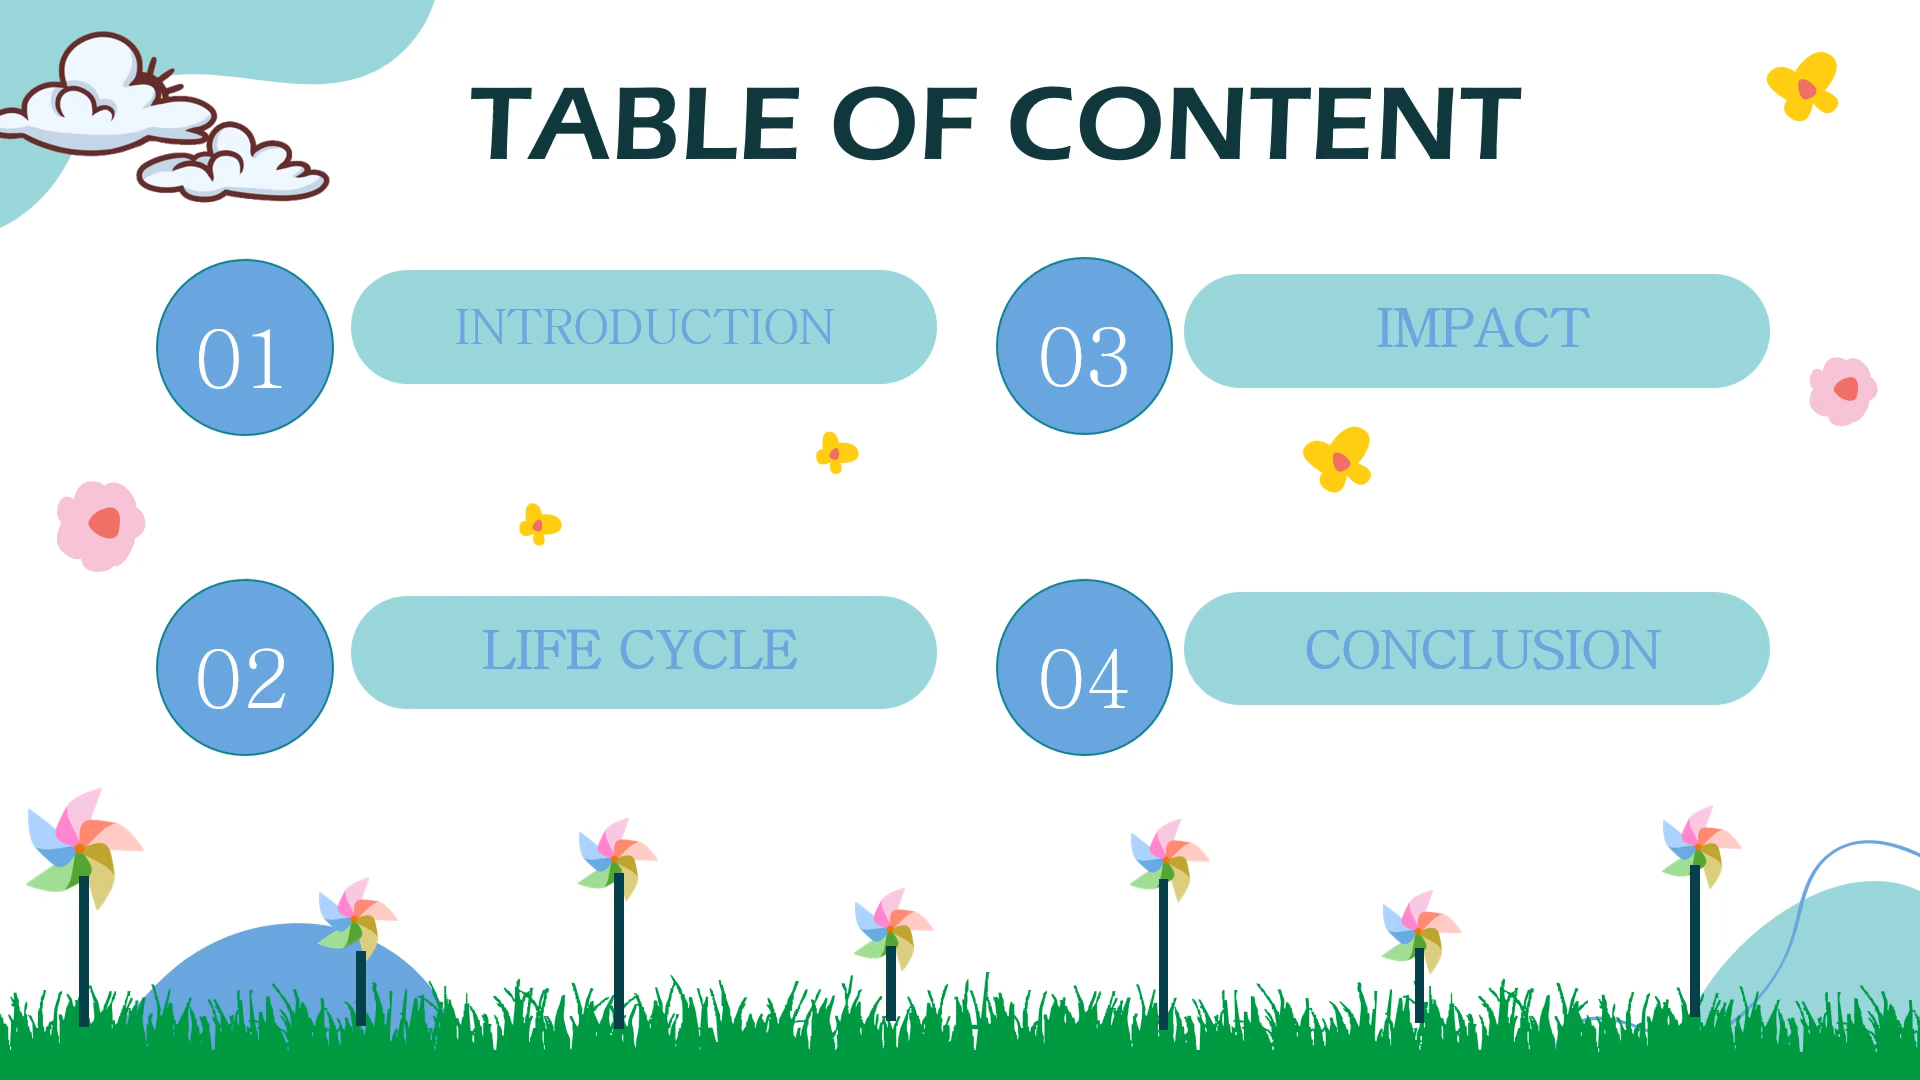 TABLE OF CONTENT
01
INTRODUCTION
02
LIFE CYCLE
03
IMPACT
04
CONCLUSION